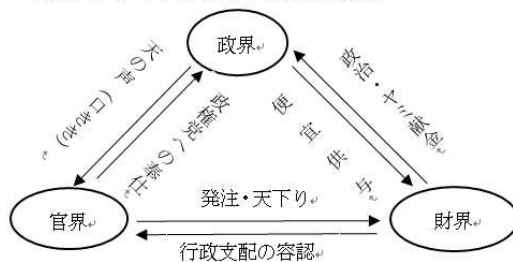 政界
天の声（口きき）
政権党への奉仕
便宜供与
政治・ヤミ献金
官界
発注・天下り
財界
行政支配の容認